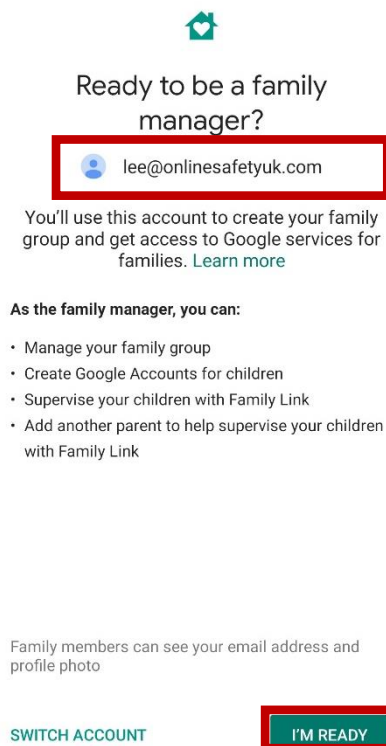 Ready to be a family
manager?
lee@onlinesafetyuk.com
You'll use this account to create your family
group and get access to Google services for
families. Learn more
As the family manager, you can:
• Manage your family group
• Create Google Accounts for children
• Supervise your children with Family Link
• Add another parent to help supervise your children
with Family Link
Family members can see your email address and
profile photo
SWITCH ACCOUNT
I'M READY